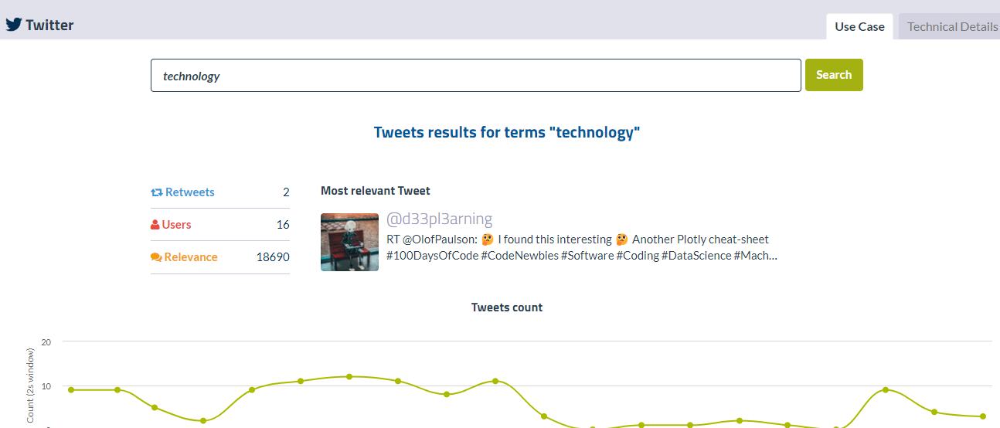 Twitter
Use Case
Technical Details
technology
Search
Tweets results for terms "technology"
Retweets 2
Users 16
Relevance 18690
Most relevant Tweet
@d33pl3arning
RT @OlofPaulson: 🤔 I found this interesting 🤔 Another Plotly cheat-sheet
#100DaysOfCode #CodeNewbies #Software #Coding #DataScience #Mach...
Tweets count
20
10
Count (2s window)